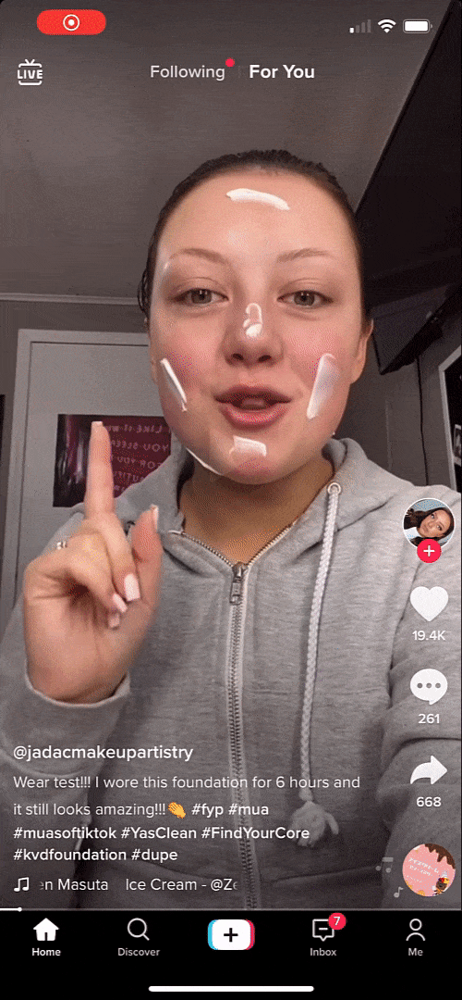 LIVE
Following
For You
19.4K
261
668
@jadacmakeupartistry
Wear test!!! I wore this foundation for 6 hours and
it still looks amazing!!!👏 #fyp #mua
#muasoftiktok #YasClean #FindYourCore
#kvdfoundation #dupe
en Masuta Ice Cream - @Ze
Home
Discover
7
Inbox
Me